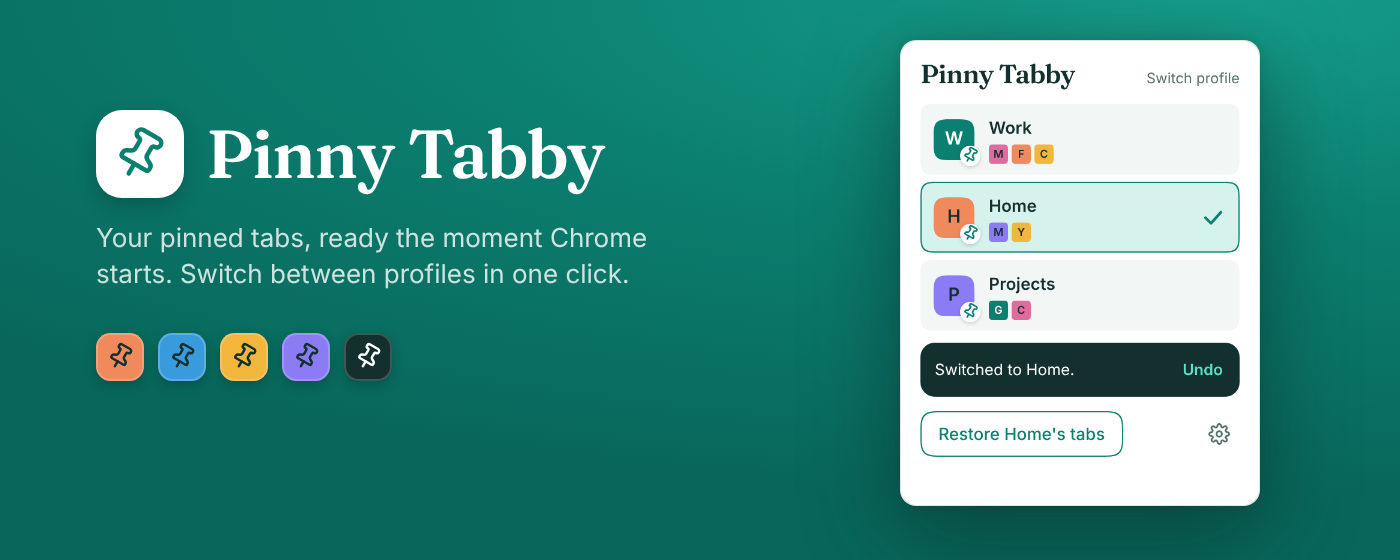 Pinny Tabby
Your pinned tabs, ready the moment Chrome
starts. Switch between profiles in one click.
Pinny Tabby
Switch profile
W
Work
M F C
H
Home
M Y
P
Projects
G C
Switched to Home.
Undo
Restore Home's tabs